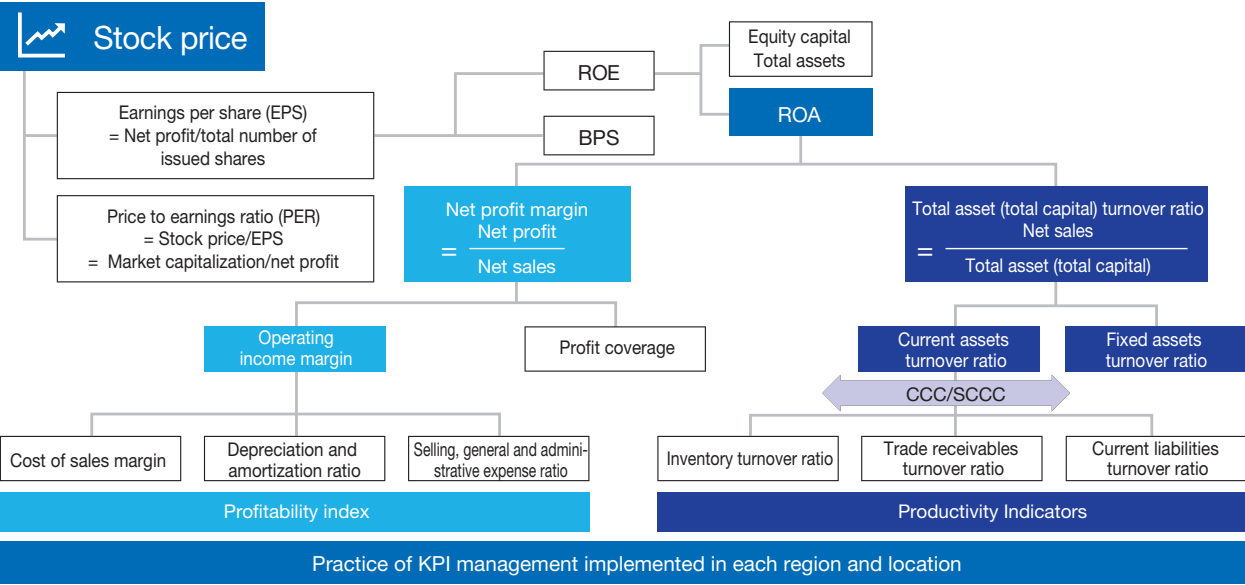 Stock price
Earnings per share (EPS)
= Net profit/total number of
issued shares
Price to earnings ratio (PER)
= Stock price/EPS
= Market capitalization/net profit
ROE
BPS
Equity capital
Total assets
ROA
Net profit margin
= Net profit
Net sales
Total asset (total capital) turnover ratio
= Net sales
Total asset (total capital)
Operating
income margin
Profit coverage
Current assets
turnover ratio
Fixed assets
turnover ratio
CCC/SCCC
Cost of sales margin
Depreciation and
amortization ratio
Selling, general and admini-
strative expense ratio
Inventory turnover ratio
Trade receivables
turnover ratio
Current liabilities
turnover ratio
Profitability index
Productivity Indicators
Practice of KPI management implemented in each region and location